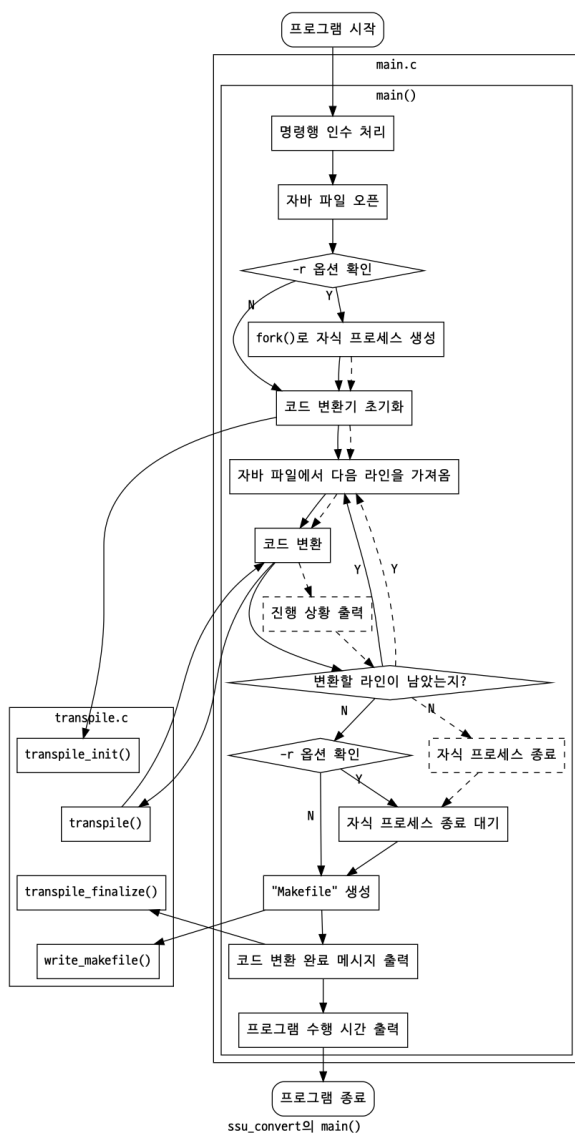 프로그램 시작
main.c
main()
명령행 인수 처리
자바 파일 오픈
-r 옵션 확인
N
Y
fork()로 자식 프로세스 생성
코드 변환기 초기화
자바 파일에서 다음 라인을 가져옴
코드 변환
Y
Y
진행 상황 출력
변환할 라인이 남았는지?
N
N
transpile.c
transpile_init()
-r 옵션 확인
자식 프로세스 종료
Y
N
transpile()
자식 프로세스 종료 대기
transpile_finalize()
"Makefile" 생성
write_makefile()
코드 변환 완료 메시지 출력
프로그램 수행 시간 출력
프로그램 종료
ssu_convert의 main()